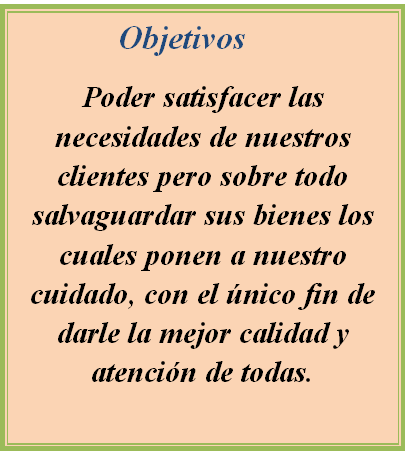 Objetivos
Poder satisfacer las
necesidades de nuestros
clientes pero sobre todo
salvaguardar sus bienes los
cuales ponen a nuestro
cuidado, con el único fin de
darle la mejor calidad y
atención de todas.